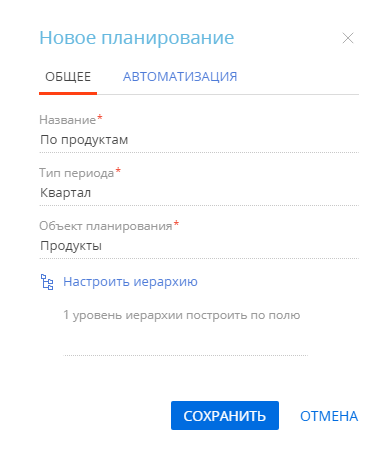 Новое планирование
ОБЩЕЕ АВТОМАТИЗАЦИЯ
Название*
По продуктам
Тип периода*
Квартал
Объект планирования*
Продукты
Настроить иерархию
1 уровень иерархии построить по полю
СОХРАНИТЬ ОТМЕНА